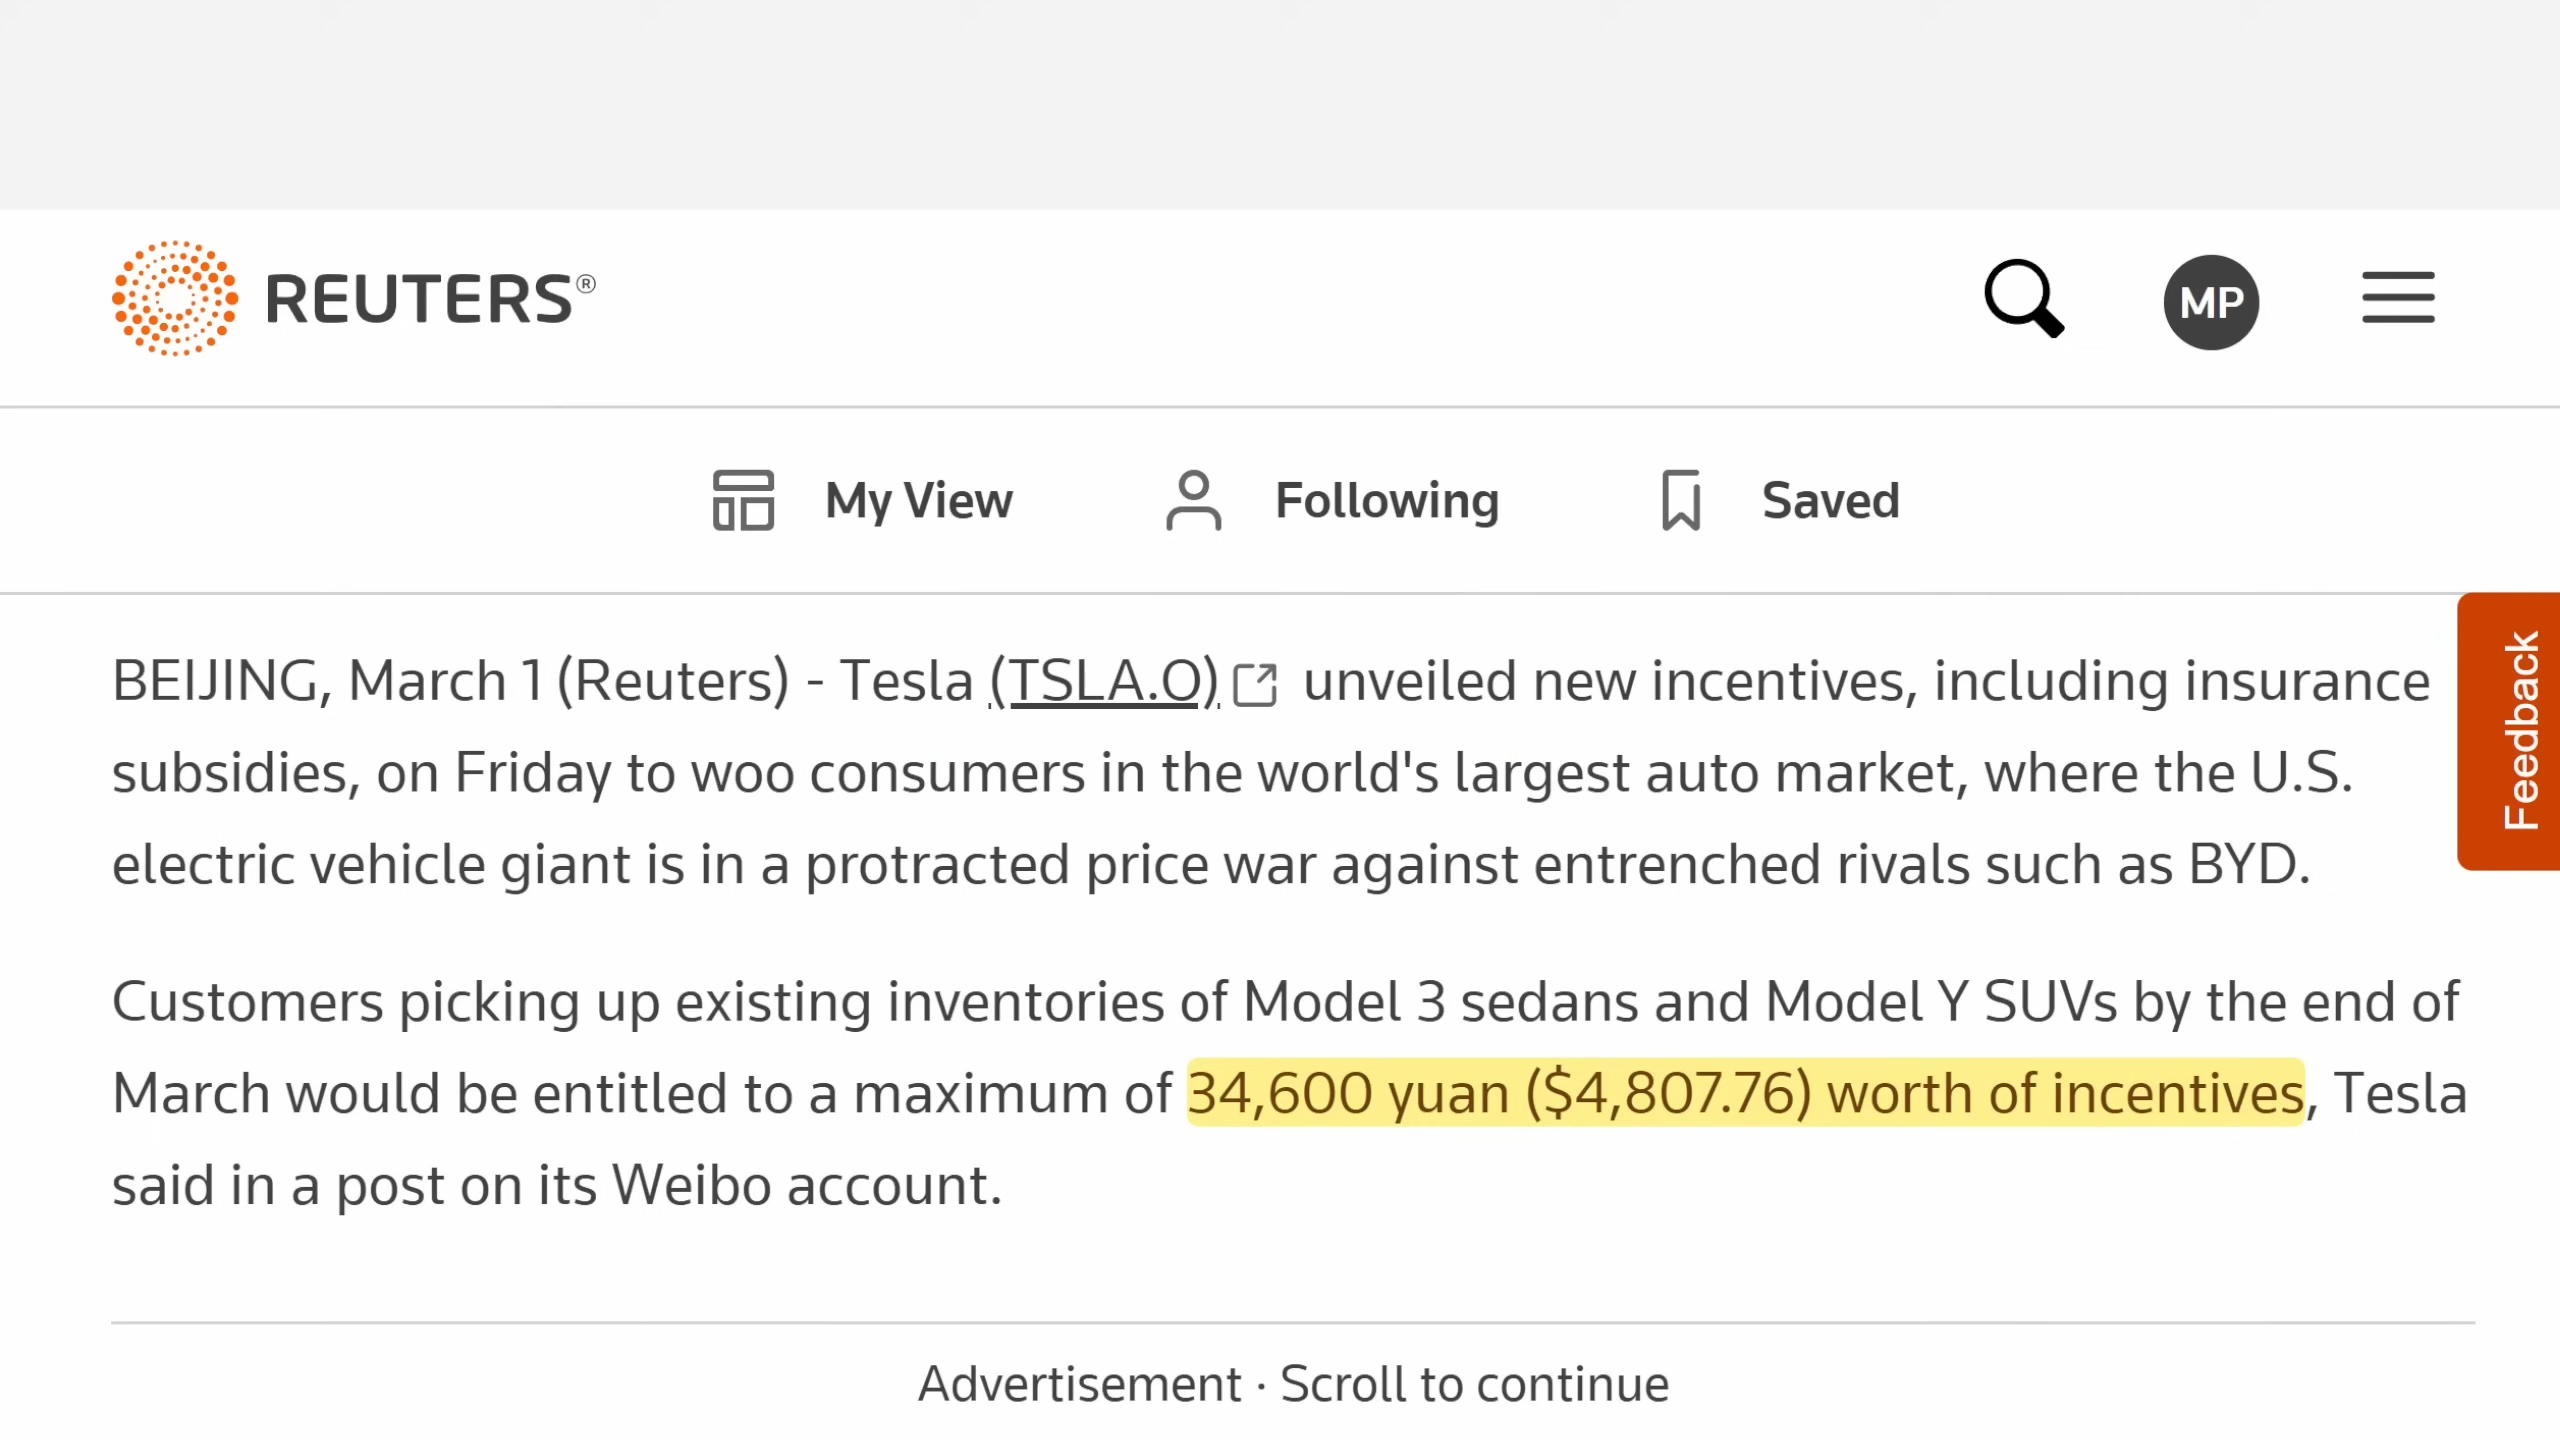 REUTERS®
MP
My View
Following
Saved
Feedback
BEIJING, March 1 (Reuters) - Tesla (TSLA.O) unveiled new incentives, including insurance
subsidies, on Friday to woo consumers in the world's largest auto market, where the U.S.
electric vehicle giant is in a protracted price war against entrenched rivals such as BYD.
Customers picking up existing inventories of Model 3 sedans and Model Y SUVs by the end of
March would be entitled to a maximum of 34,600 yuan ($4,807.76) worth of incentives, Tesla
said in a post on its Weibo account.
Advertisement · Scroll to continue